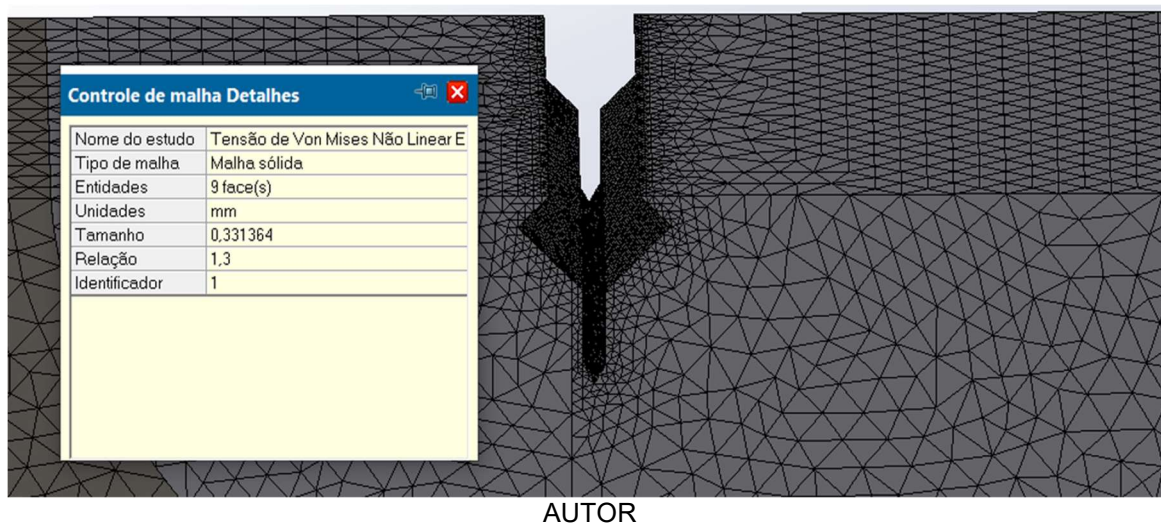 Controle de malha Detalhes
Nome do estudo Tensão de Von Mises Não Linear E
Tipo de malha Malha sólida
Entidades 9 face(s)
Unidades mm
Tamanho 0,331364
Relação 1,3
Identificador 1
AUTOR